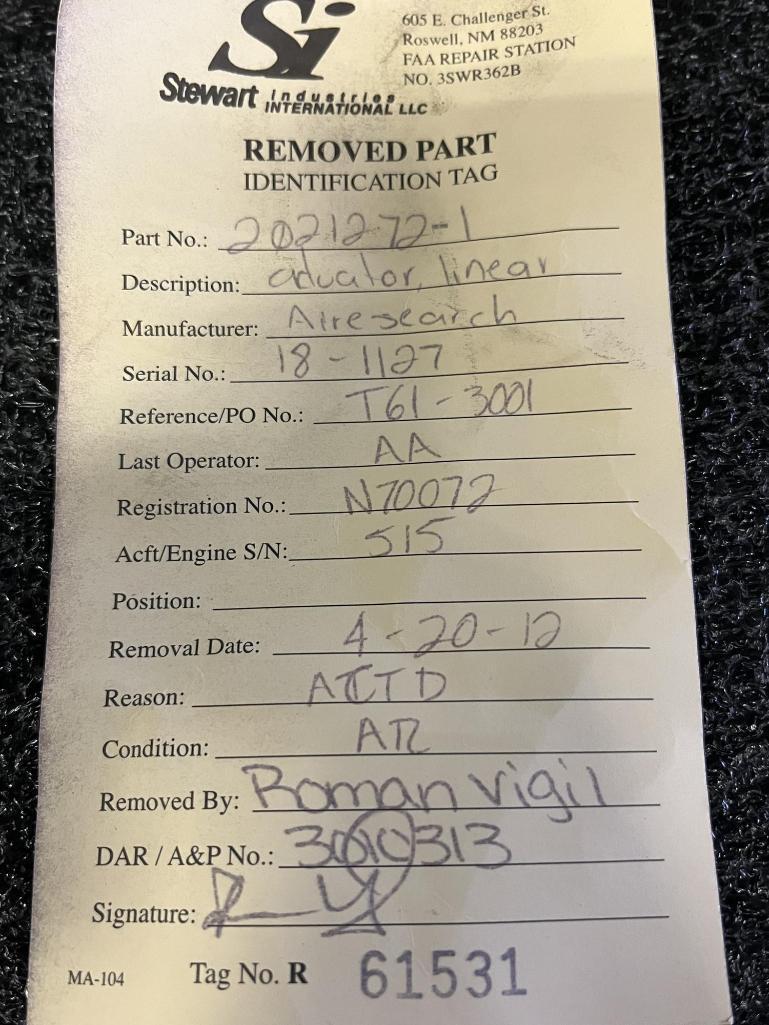 Si
605 E. Challenger St.
Roswell, NM 88203
FAA REPAIR STATION
NO. 3SWR362B
Stewart Industries
INTERNATIONAL LLC
REMOVED PART
IDENTIFICATION TAG
Part No.: 2021272-1
Description: actuator, linear
Manufacturer: Airesearch
Serial No.: 18-1127
Reference/PO No.: T61-3001
Last Operator: AA
Registration No.: N70072
Acft/Engine S/N: 515
Position:
Removal Date: 4-20-12
Reason: ACTD
Condition: AR
Removed By: Roman Vigil
DAR / A&P No.: 3010313
Signature:
MA-104 Tag No. R 61531